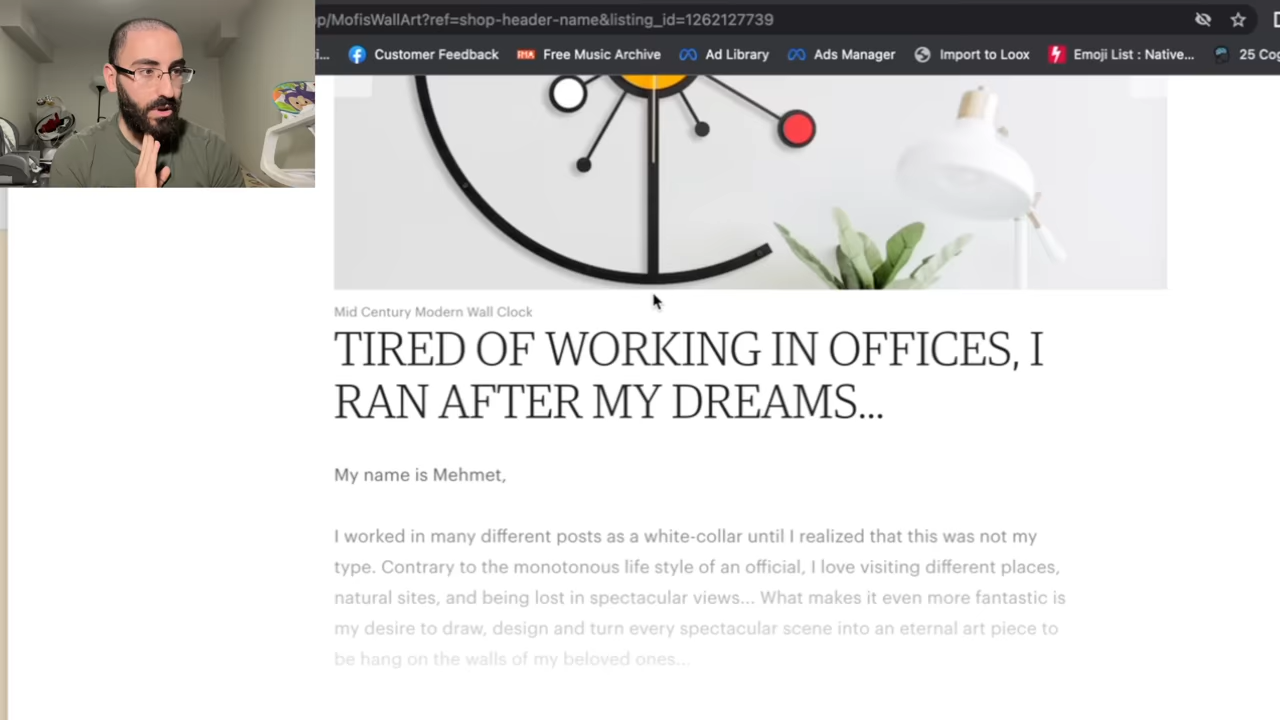 p/MofisWallArt?ref=shop-header-name&listing_id=1262127739
i... Customer Feedback FMA Free Music Archive Ad Library Ads Manager Import to Loox Emoji List : Native... 25 Cog
Mid Century Modern Wall Clock
TIRED OF WORKING IN OFFICES, I
RAN AFTER MY DREAMS...
My name is Mehmet,
I worked in many different posts as a white-collar until I realized that this was not my
type. Contrary to the monotonous life style of an official, I love visiting different places,
natural sites, and being lost in spectacular views... What makes it even more fantastic is
my desire to draw, design and turn every spectacular scene into an eternal art piece to
be hang on the walls of my beloved ones...